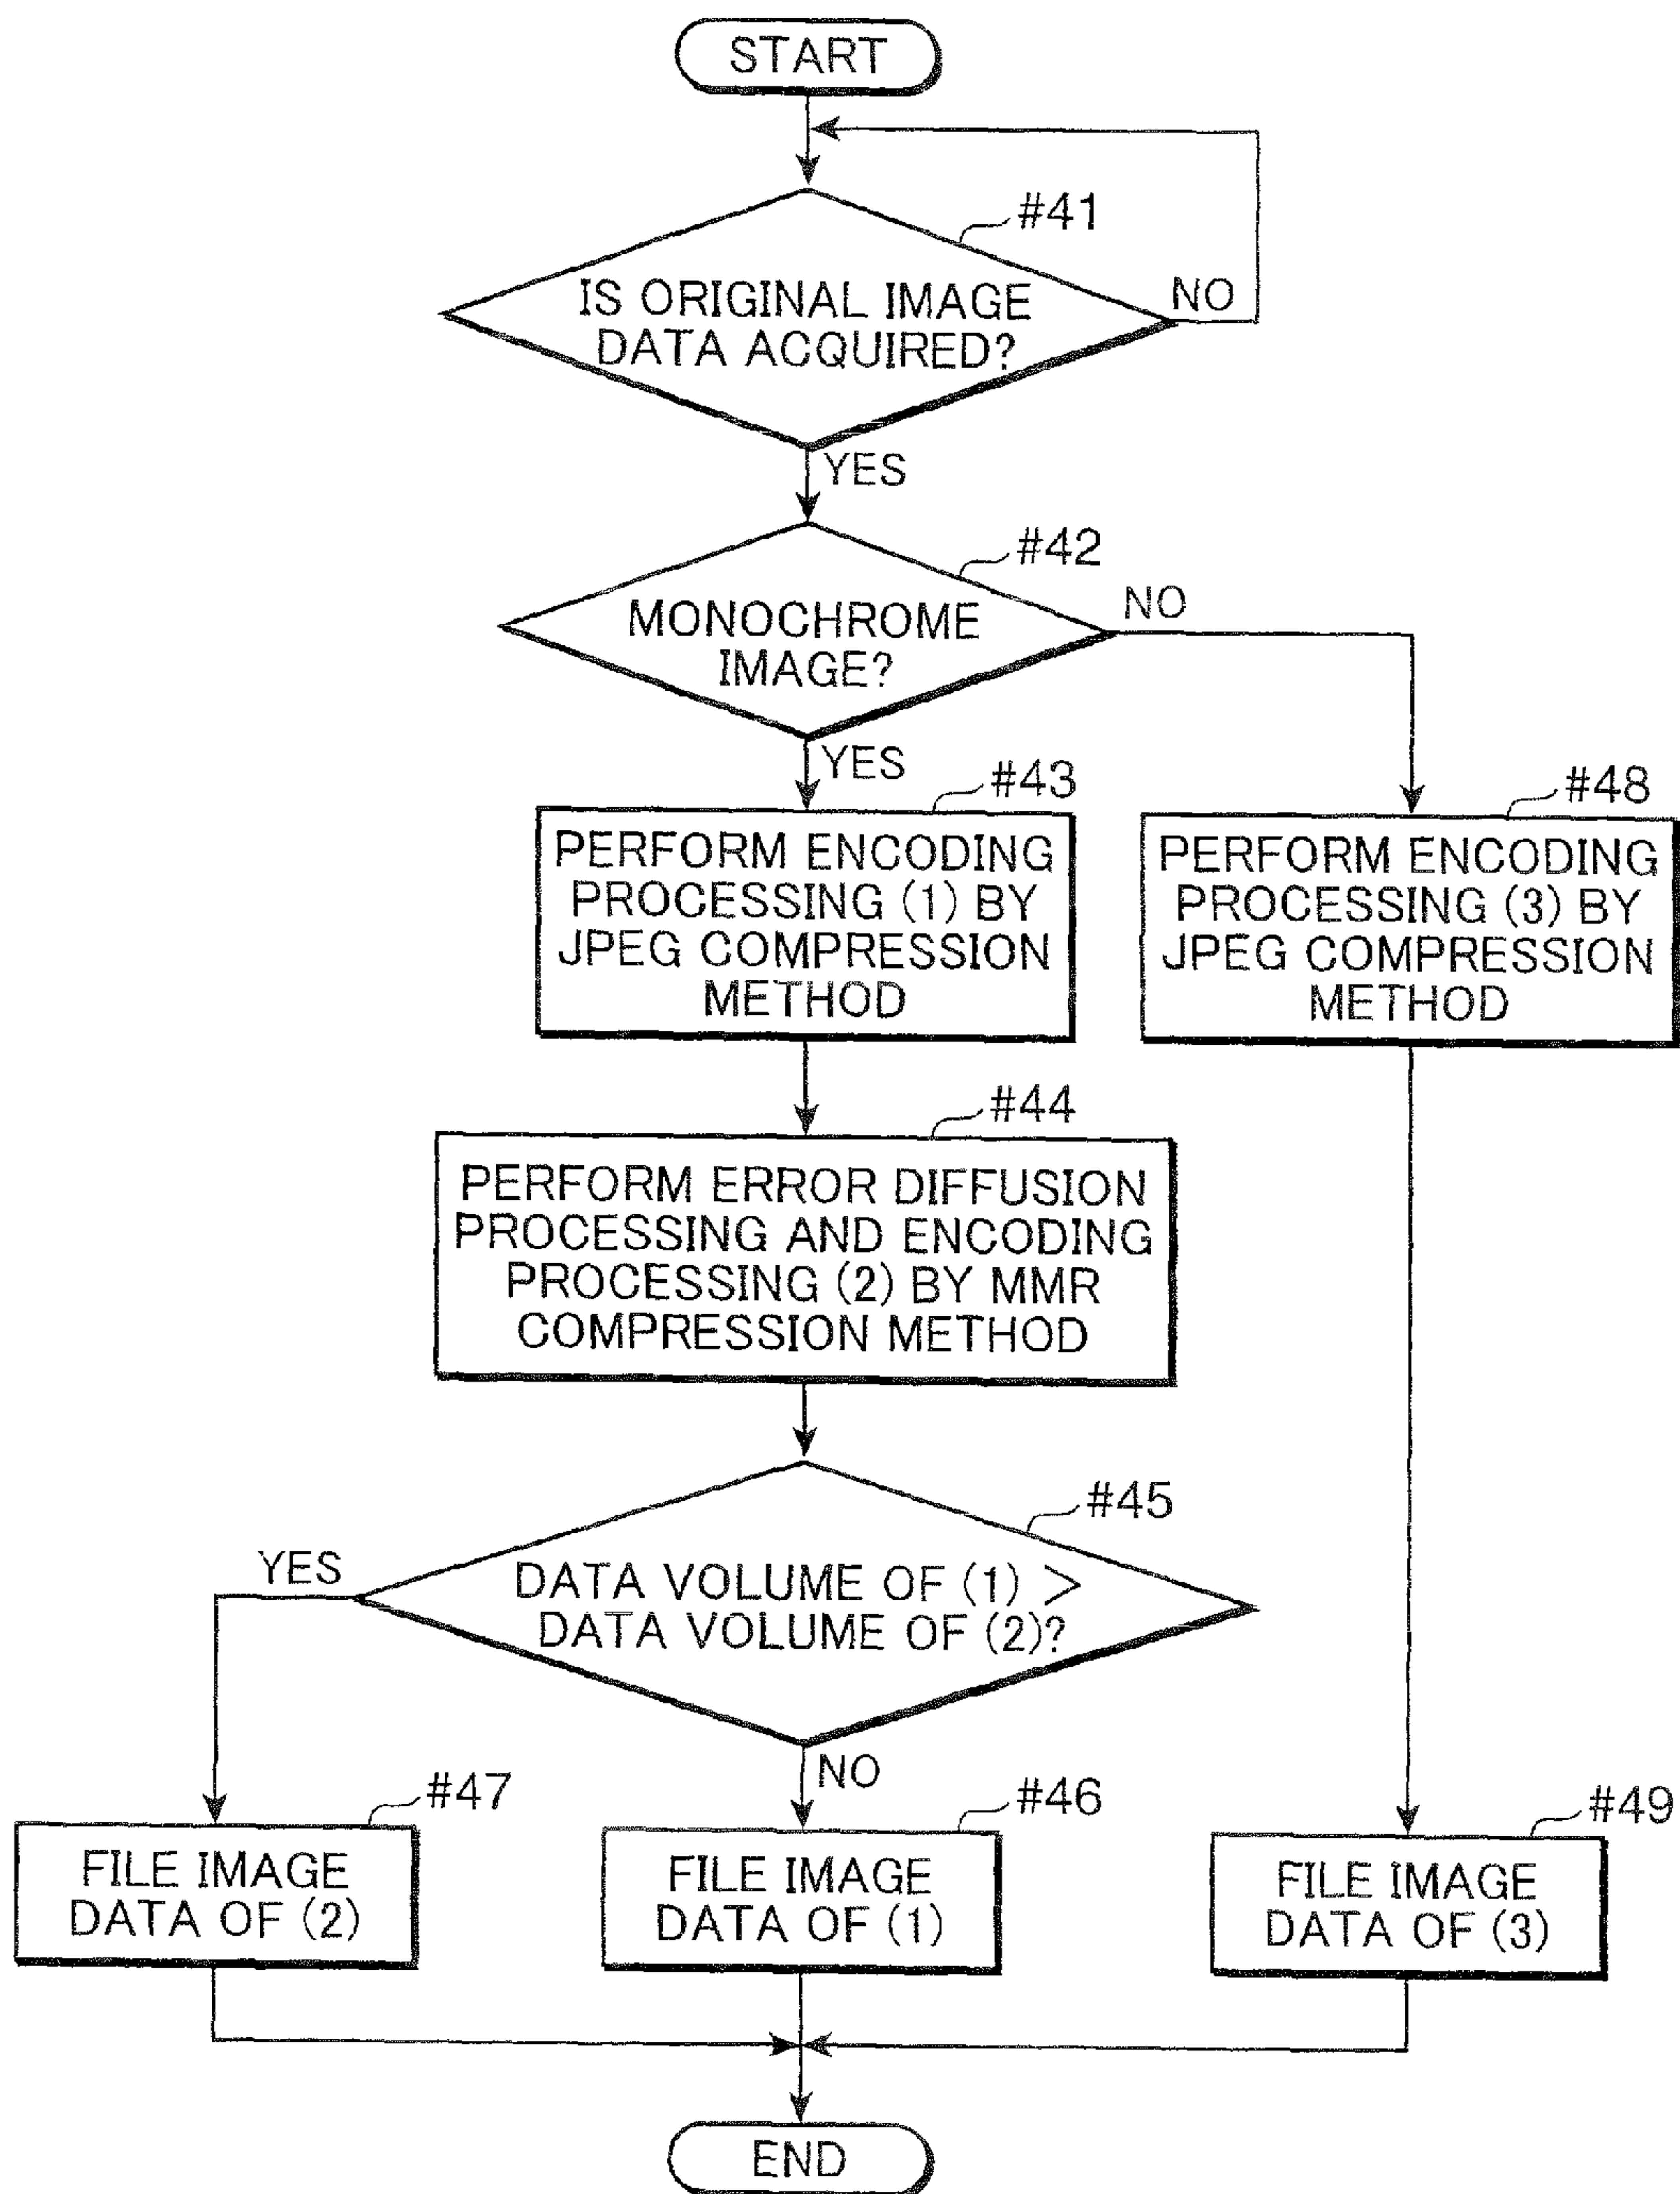 START
#41
IS ORIGINAL IMAGE
DATA ACQUIRED?
NO
YES
#42
MONOCHROME
IMAGE?
NO
YES
#43
PERFORM ENCODING
PROCESSING (1) BY
JPEG COMPRESSION
METHOD
#48
PERFORM ENCODING
PROCESSING (3) BY
JPEG COMPRESSION
METHOD
#44
PERFORM ERROR DIFFUSION
PROCESSING AND ENCODING
PROCESSING (2) BY MMR
COMPRESSION METHOD
#45
DATA VOLUME OF (1) >
DATA VOLUME OF (2)?
YES
NO
#47
FILE IMAGE
DATA OF (2)
#46
FILE IMAGE
DATA OF (1)
#49
FILE IMAGE
DATA OF (3)
END